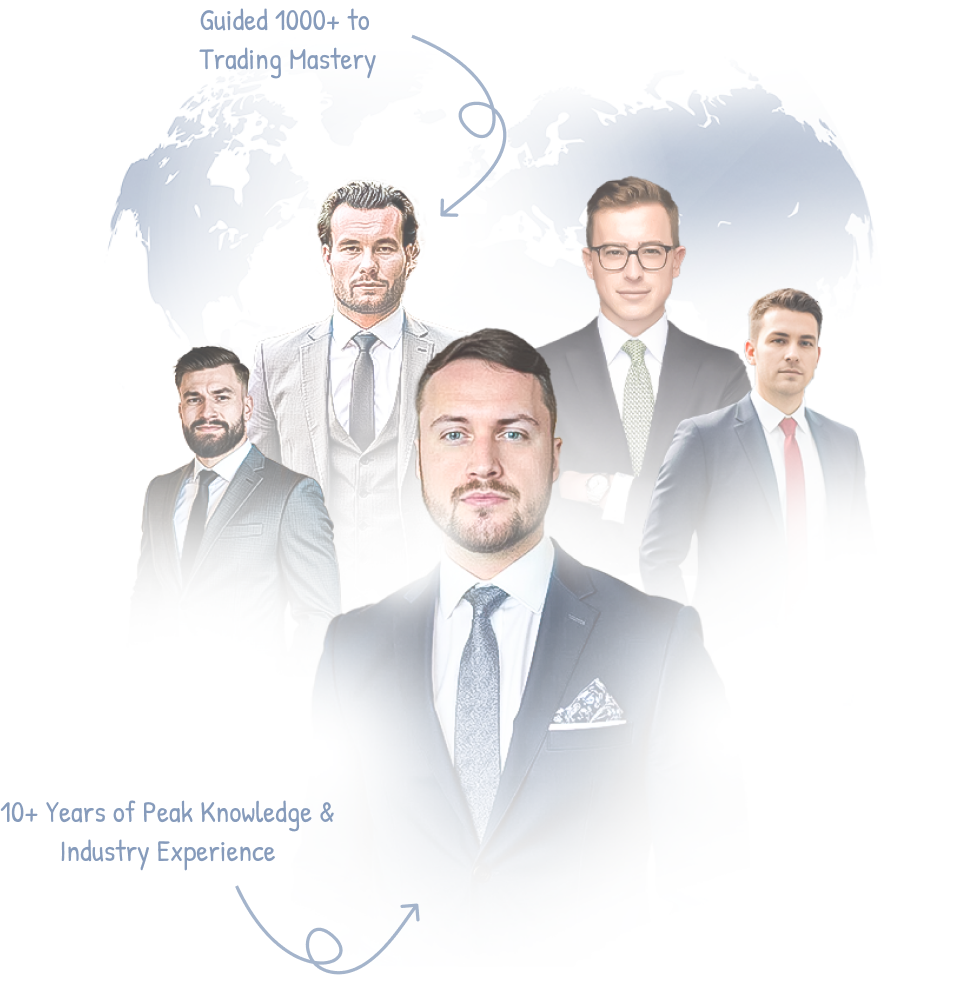 Guided 1000+ to
Trading Mastery
10+ Years of Peak Knowledge &
Industry Experience